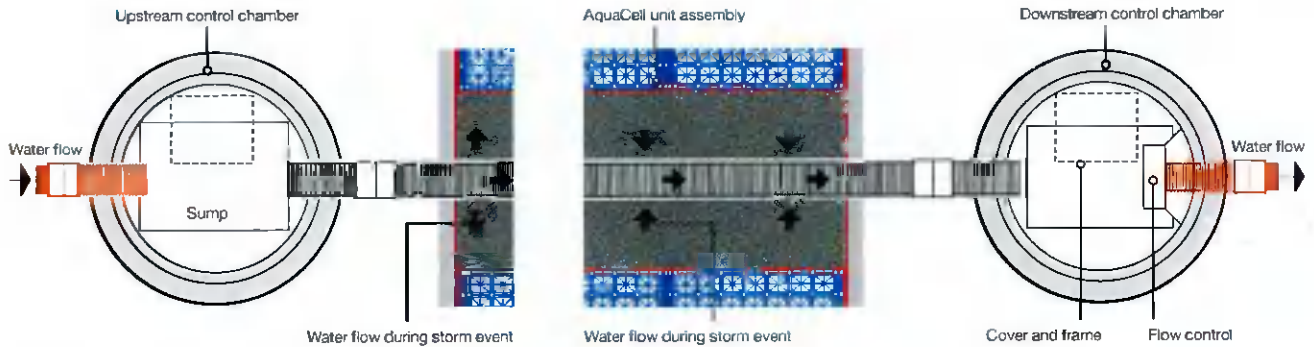 Upstream control chamber
AquaCell unit assembly
Downstream control chamber
Water flow
Water flow
Sump
Water flow during storm event
Water flow during storm event
Cover and frame
Flow control